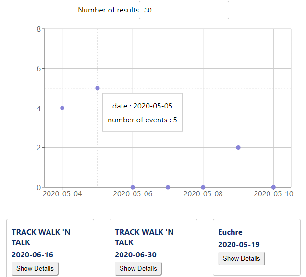 Number of results:
8
6
4
2
0
date : 2020-05-05
number of events : 5
2020-05-04
2020-05-06
2020-05-08
2020-05-10
TRACK WALK 'N
TALK
2020-06-16
Show Details
TRACK WALK 'N
TALK
2020-06-30
Show Details
Euchre
2020-05-19
Show Details